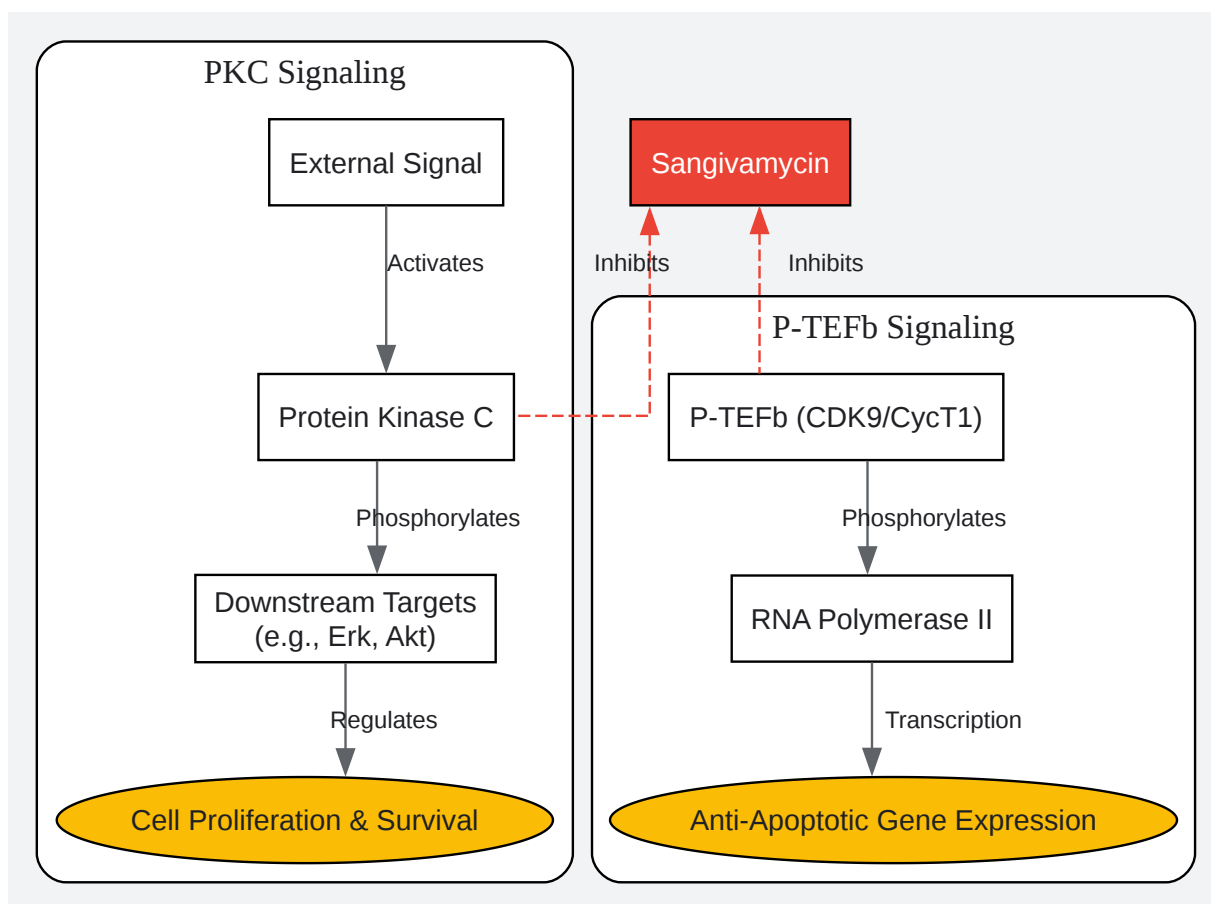 PKC Signaling
External Signal
Sangivamycin
Activates
Inhibits
Inhibits
P-TEFb Signaling
Protein Kinase C
P-TEFb (CDK9/CycT1)
Phosphorylates
Phosphorylates
Downstream Targets
(e.g., Erk, Akt)
RNA Polymerase II
Regulates
Transcription
Cell Proliferation & Survival
Anti-Apoptotic Gene Expression